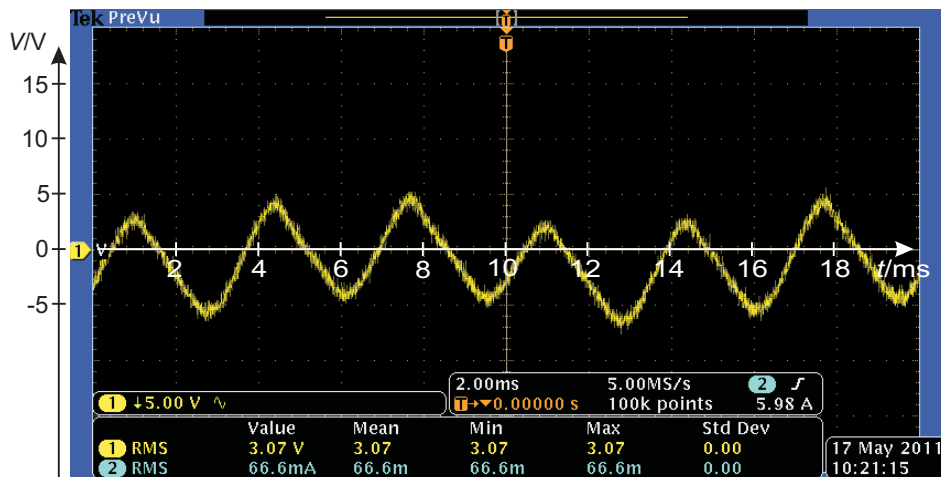 Tek PreVu
T
T
V/V
15
10
5
0
-5
1 V
2 4 6 8 10 12 14 16 18 t/ms
1 ↓5.00 V ∿
2.00ms 5.00MS/s 2 ʃ
T→▼0.00000 s 100k points 5.98 A
Value Mean Min Max Std Dev
1 RMS 3.07 V 3.07 3.07 3.07 0.00
2 RMS 66.6mA 66.6m 66.6m 66.6m 0.00
17 May 2011
10:21:15